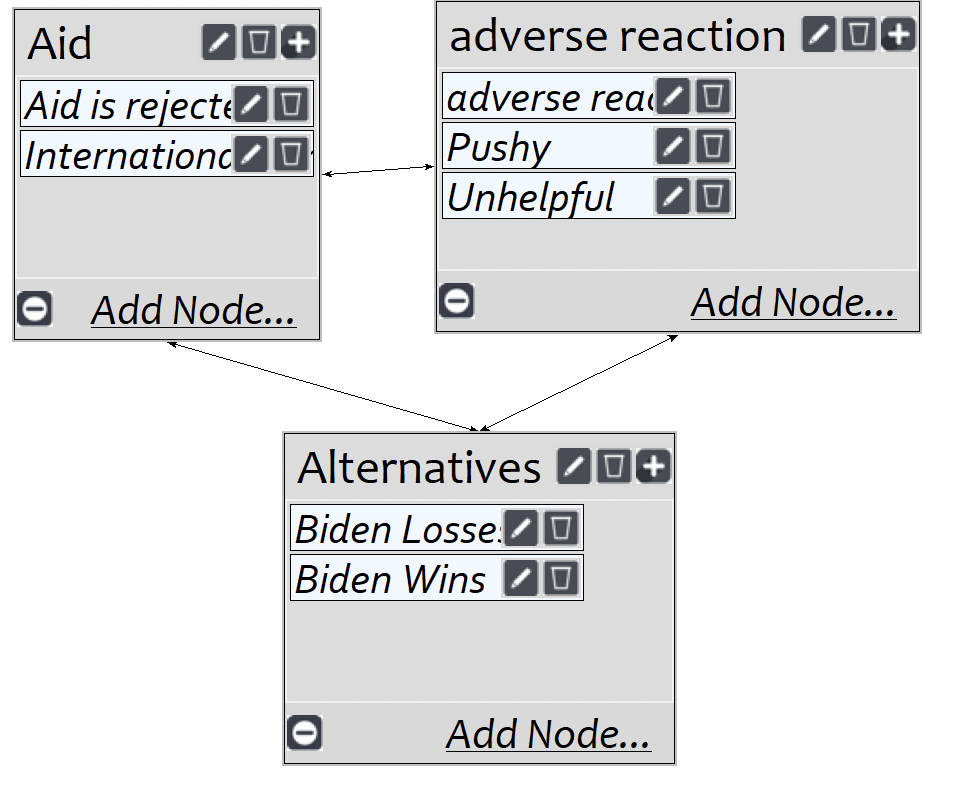 Aid
Aid is rejecte
Internationa
Add Node...
adverse reaction
adverse reac
Pushy
Unhelpful
Add Node...
Alternatives
Biden Losses
Biden Wins
Add Node...